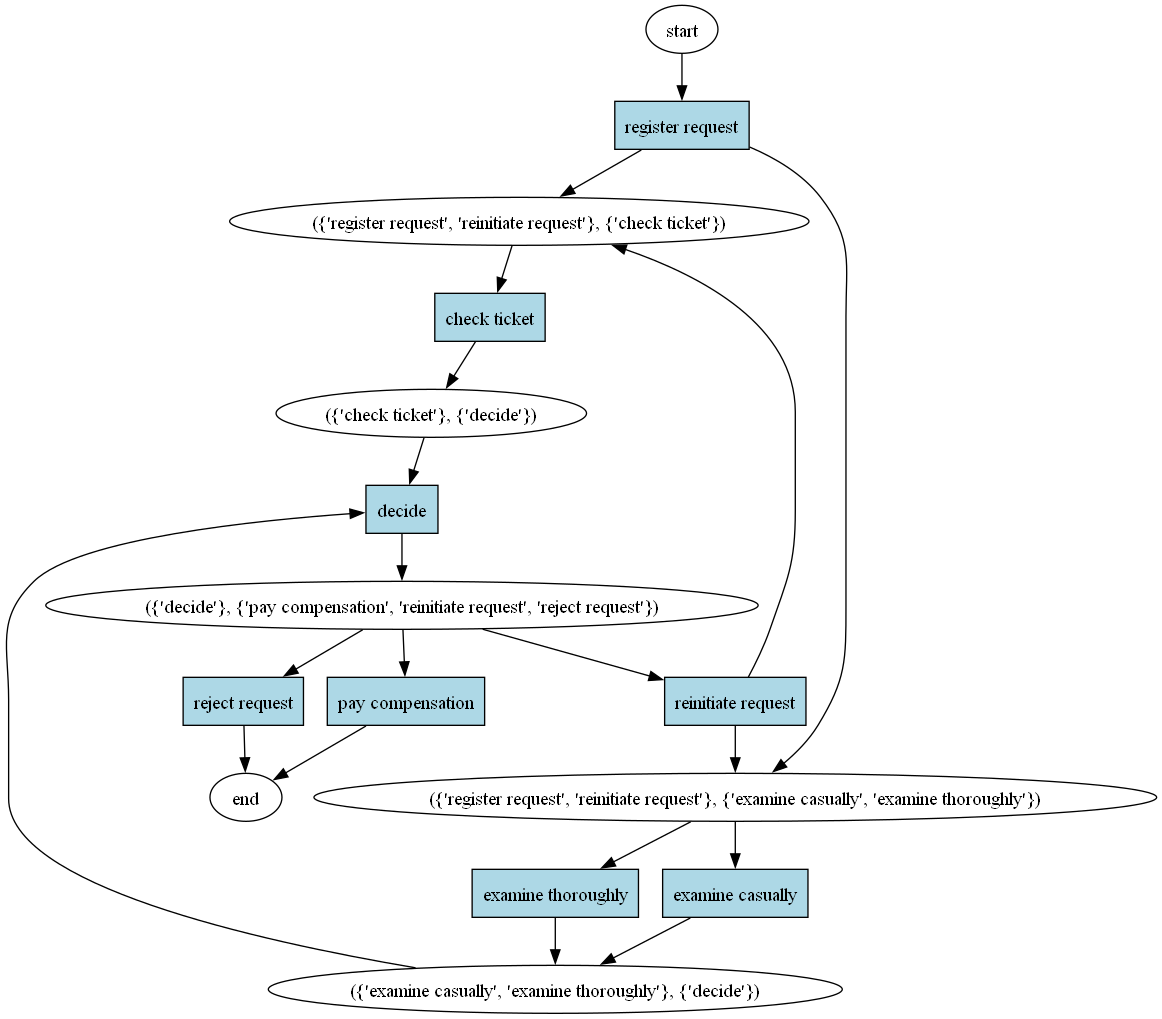 start
register request
({'register request', 'reinitiate request'}, {'check ticket'})
check ticket
({'check ticket'}, {'decide'})
decide
({'decide'}, {'pay compensation', 'reinitiate request', 'reject request'})
reject request
pay compensation
reinitiate request
end
({'register request', 'reinitiate request'}, {'examine casually', 'examine thoroughly'})
examine thoroughly
examine casually
({'examine casually', 'examine thoroughly'}, {'decide'})